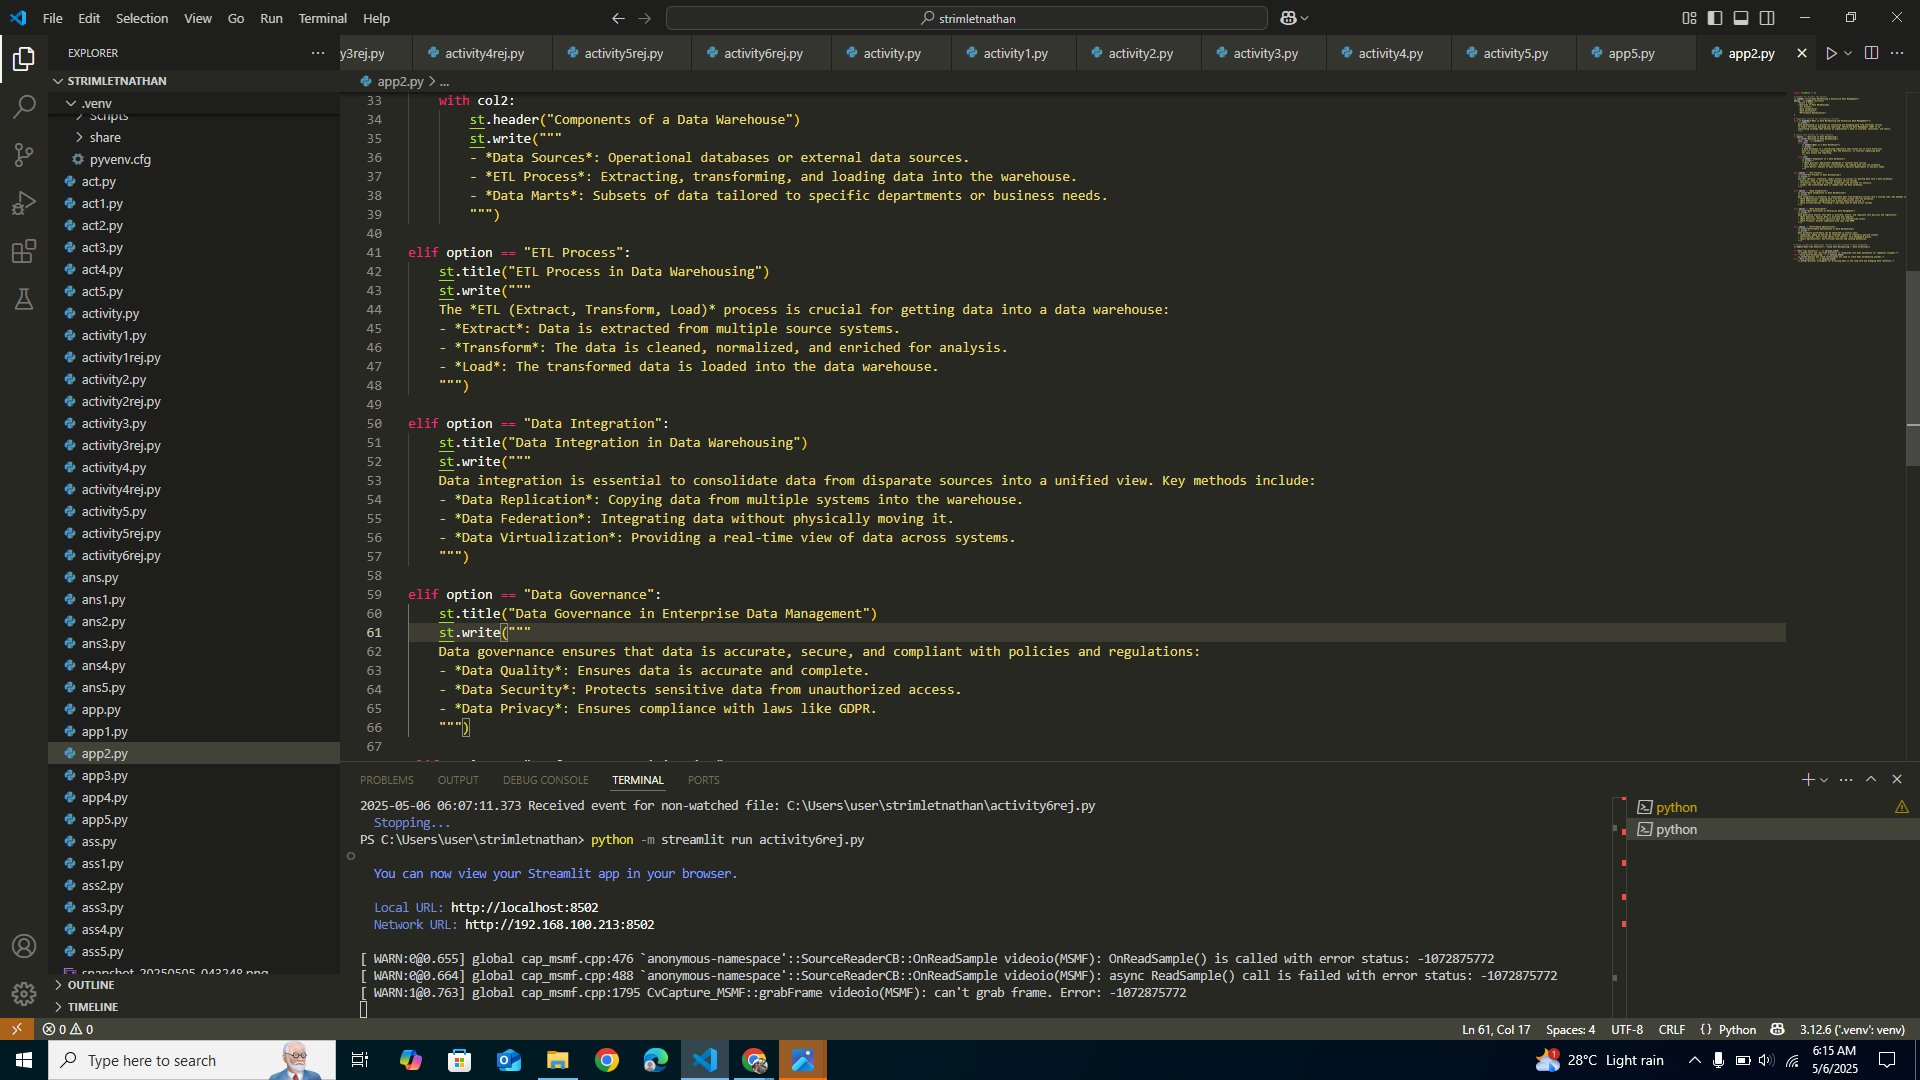 File Edit Selection View Go Run Terminal Help
strimletnathan
EXPLORER
y3rej.py activity4rej.py activity5rej.py activity6rej.py activity.py activity1.py activity2.py activity3.py activity4.py activity5.py app5.py app2.py
STRIMLETNATHAN
.venv
Scripts
share
pyvenv.cfg
act.py
act1.py
act2.py
act3.py
act4.py
act5.py
activity.py
activity1.py
activity1rej.py
activity2.py
activity2rej.py
activity3.py
activity3rej.py
activity4.py
activity4rej.py
activity5.py
activity5rej.py
activity6rej.py
ans.py
ans1.py
ans2.py
ans3.py
ans4.py
ans5.py
app.py
app1.py
app2.py
app3.py
app4.py
app5.py
ass.py
ass1.py
ass2.py
ass3.py
ass4.py
ass5.py
snapshot_20250505_043248.png
OUTLINE
TIMELINE
app2.py > ...
33 with col2:
34 st.header("Components of a Data Warehouse")
35 st.write("""
36 - *Data Sources*: Operational databases or external data sources.
37 - *ETL Process*: Extracting, transforming, and loading data into the warehouse.
38 - *Data Marts*: Subsets of data tailored to specific departments or business needs.
39 """)
40
41 elif option == "ETL Process":
42 st.title("ETL Process in Data Warehousing")
43 st.write("""
44 The *ETL (Extract, Transform, Load)* process is crucial for getting data into a data warehouse:
45 - *Extract*: Data is extracted from multiple source systems.
46 - *Transform*: The data is cleaned, normalized, and enriched for analysis.
47 - *Load*: The transformed data is loaded into the data warehouse.
48 """)
49
50 elif option == "Data Integration":
51 st.title("Data Integration in Data Warehousing")
52 st.write("""
53 Data integration is essential to consolidate data from disparate sources into a unified view. Key methods include:
54 - *Data Replication*: Copying data from multiple systems into the warehouse.
55 - *Data Federation*: Integrating data without physically moving it.
56 - *Data Virtualization*: Providing a real-time view of data across systems.
57 """)
58
59 elif option == "Data Governance":
60 st.title("Data Governance in Enterprise Data Management")
61 st.write("""
62 Data governance ensures that data is accurate, secure, and compliant with policies and regulations:
63 - *Data Quality*: Ensures data is accurate and complete.
64 - *Data Security*: Protects sensitive data from unauthorized access.
65 - *Data Privacy*: Ensures compliance with laws like GDPR.
66 """)
67
PROBLEMS OUTPUT DEBUG CONSOLE TERMINAL PORTS
2025-05-06 06:07:11.373 Received event for non-watched file: C:\Users\user\strimletnathan\activity6rej.py
Stopping...
PS C:\Users\user\strimletnathan> python -m streamlit run activity6rej.py
You can now view your Streamlit app in your browser.
Local URL: http://localhost:8502
Network URL: http://192.168.100.213:8502
[ WARN:0@0.655] global cap_msmf.cpp:476 `anonymous-namespace'::SourceReaderCB::OnReadSample videoio(MSMF): OnReadSample() is called with error status: -1072875772
[ WARN:0@0.664] global cap_msmf.cpp:488 `anonymous-namespace'::SourceReaderCB::OnReadSample videoio(MSMF): async ReadSample() call is failed with error status: -1072875772
[ WARN:1@0.763] global cap_msmf.cpp:1795 CvCapture_MSMF::grabFrame videoio(MSMF): can't grab frame. Error: -1072875772
python
python
0 0
Ln 61, Col 17 Spaces: 4 UTF-8 CRLF {} Python 3.12.6 ('.venv': venv)
Type here to search
28°C Light rain
6:15 AM
5/6/2025